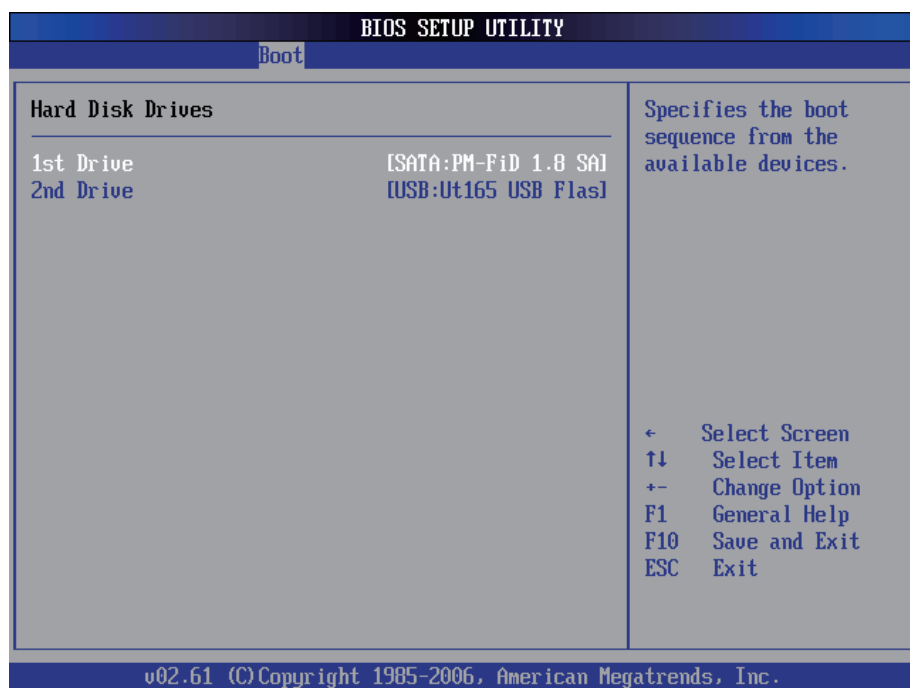 BIOS SETUP UTILITY
Boot
Hard Disk Drives
1st Drive [SATA:PM-FiD 1.8 SA]
2nd Drive [USB:Ut165 USB Flas]
Specifies the boot
sequence from the
available devices.
← Select Screen
↑↓ Select Item
+- Change Option
F1 General Help
F10 Save and Exit
ESC Exit
v02.61 (C)Copyright 1985-2006, American Megatrends, Inc.